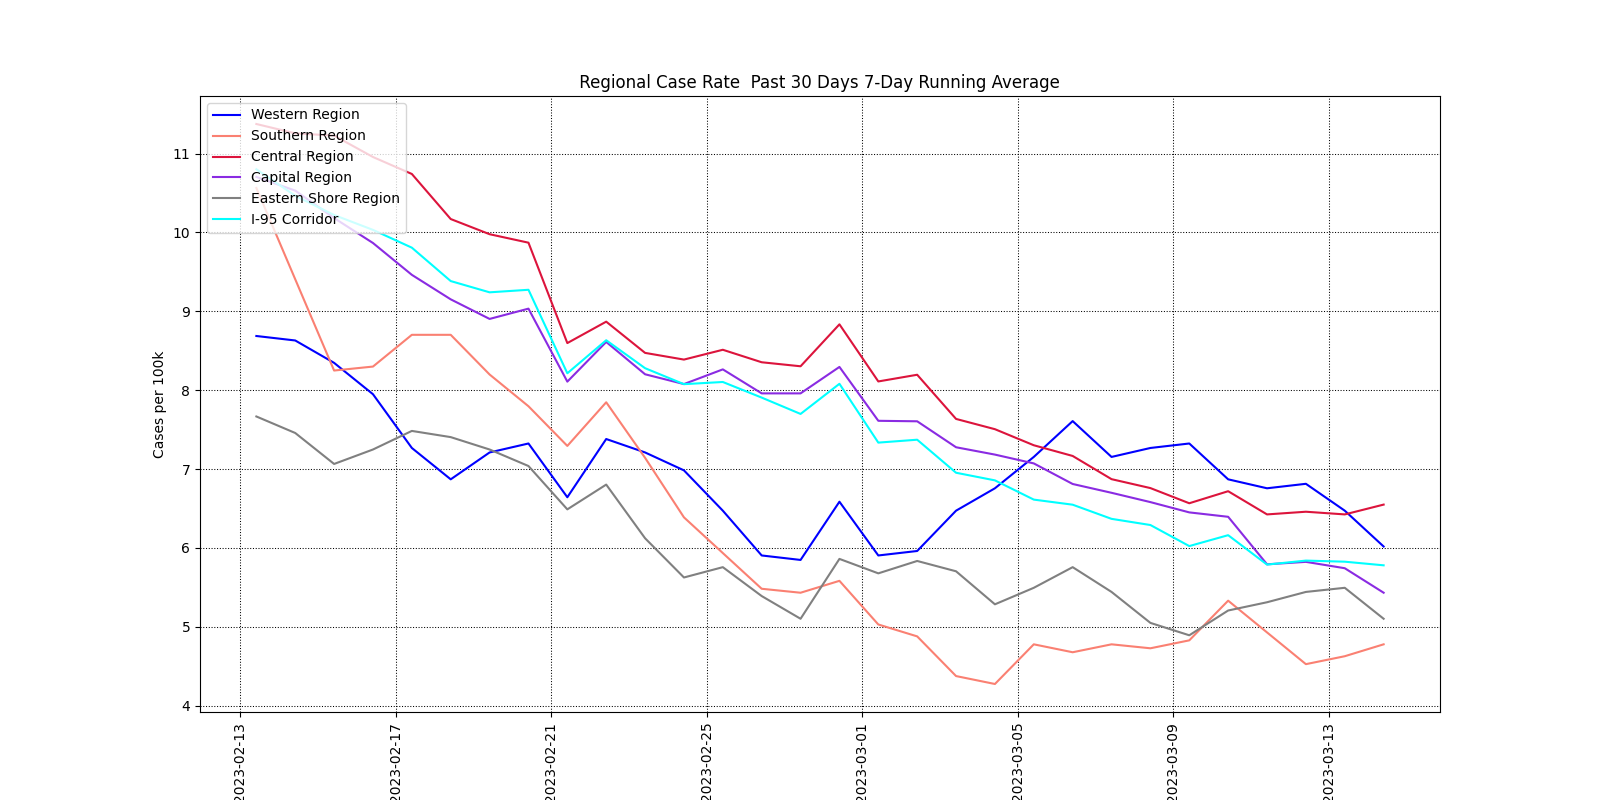 Regional Case Rate  Past 30 Days 7-Day Running Average
Western Region
Southern Region
Central Region
Capital Region
Eastern Shore Region
I-95 Corridor
Cases per 100k
11
10
9
8
7
6
5
4
2023-02-13
2023-02-17
2023-02-21
2023-02-25
2023-03-01
2023-03-05
2023-03-09
2023-03-13